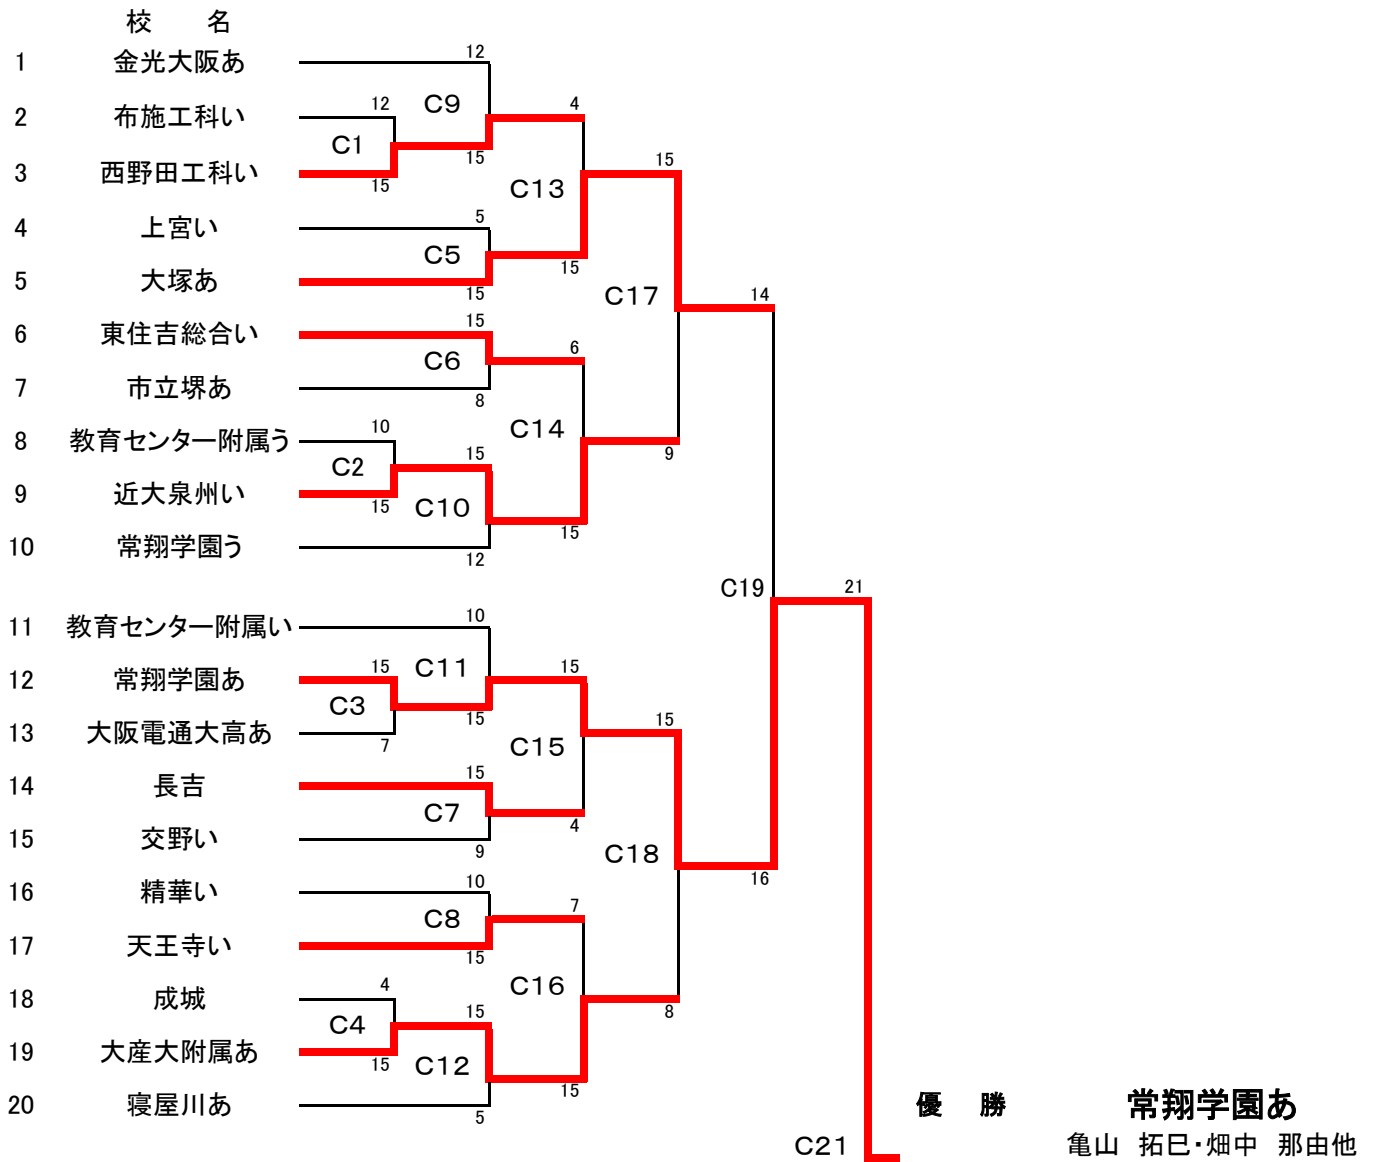 校　名
12
1 金光大阪あ
C9
12
4
2 布施工科い
C1
15
15
3 西野田工科い
15
C13
5
4 上宮い
C5
15
5 大塚あ
15
C17
14
15
6 東住吉総合い
6
C6
7 市立堺あ
8
10
C14
8 教育センター附属う
15
9
C2
9 近大泉州い
15
C10
15
10 常翔学園う
12
C19
21
10
11 教育センター附属い
15
C11
15
12 常翔学園あ
C3
15
15
13 大阪電通大高あ
7
C15
15
14 長吉
C7
4
15 交野い
9
C18
16
10
16 精華い
7
C8
17 天王寺い
15
4
C16
18 成城
15
8
C4
19 大産大附属あ
15
C12
15
20 寝屋川あ
5
優　勝　常翔学園あ
C21
亀山　拓巳・畑中　那由他